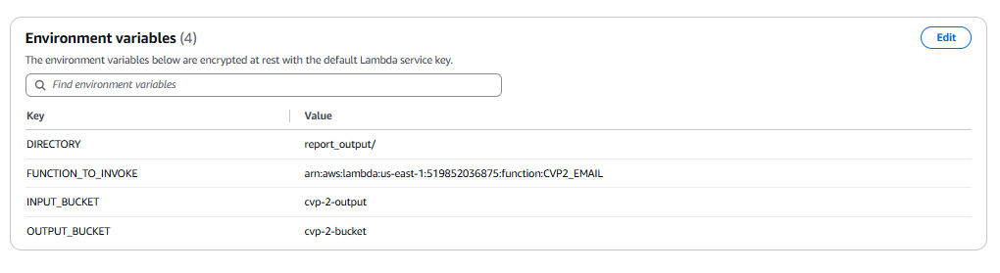 Environment variables (4)
Edit
The environment variables below are encrypted at rest with the default Lambda service key.
Find environment variables
Key Value
DIRECTORY report_output/
FUNCTION_TO_INVOKE arn:aws:lambda:us-east-1:519852036875:function:CVP2_EMAIL
INPUT_BUCKET cvp-2-output
OUTPUT_BUCKET cvp-2-bucket